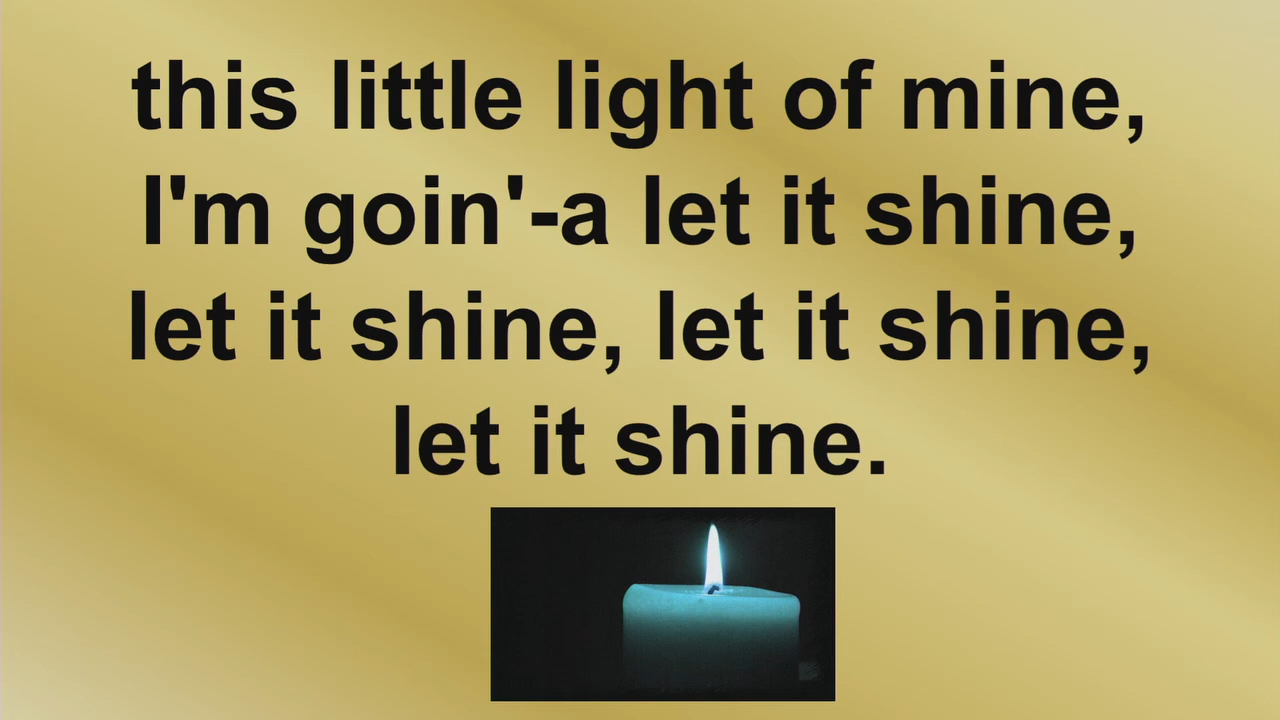 this little light of mine,
I'm goin'-a let it shine,
let it shine, let it shine,
let it shine.